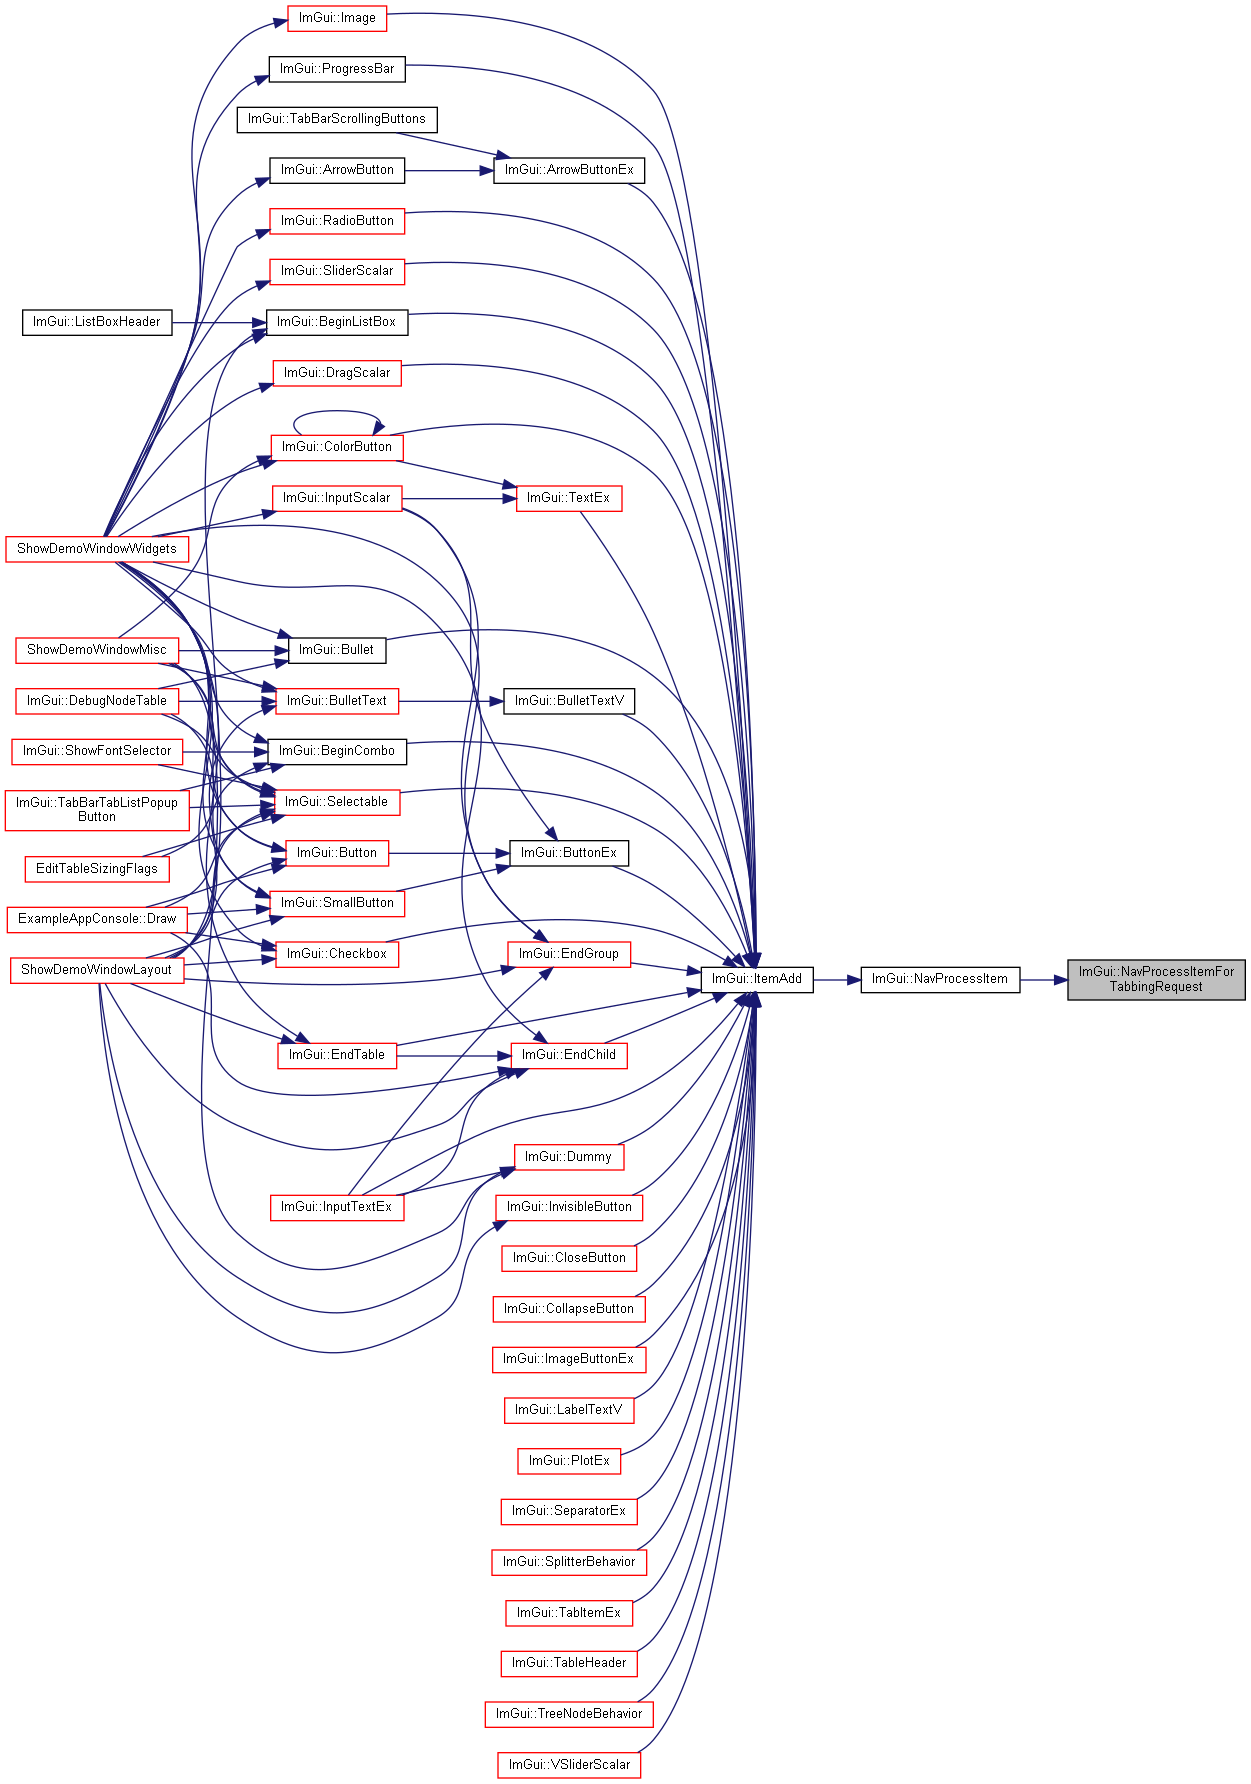 ImGui::Image
ImGui::ProgressBar
ImGui::TabBarScrollingButtons
ImGui::ArrowButton
ImGui::ArrowButtonEx
ImGui::RadioButton
ImGui::SliderScalar
ImGui::ListBoxHeader
ImGui::BeginListBox
ImGui::DragScalar
ImGui::ColorButton
ImGui::InputScalar
ImGui::TextEx
ShowDemoWindowWidgets
ShowDemoWindowMisc
ImGui::Bullet
ImGui::DebugNodeTable
ImGui::BulletText
ImGui::BulletTextV
ImGui::ShowFontSelector
ImGui::BeginCombo
ImGui::TabBarTabListPopup
Button
ImGui::Selectable
EditTableSizingFlags
ImGui::Button
ImGui::ButtonEx
ExampleAppConsole::Draw
ImGui::SmallButton
ShowDemoWindowLayout
ImGui::Checkbox
ImGui::EndGroup
ImGui::ItemAdd
ImGui::NavProcessItem
ImGui::NavProcessItemFor
TabbingRequest
ImGui::EndTable
ImGui::EndChild
ImGui::Dummy
ImGui::InputTextEx
ImGui::InvisibleButton
ImGui::CloseButton
ImGui::CollapseButton
ImGui::ImageButtonEx
ImGui::LabelTextV
ImGui::PlotEx
ImGui::SeparatorEx
ImGui::SplitterBehavior
ImGui::TabItemEx
ImGui::TableHeader
ImGui::TreeNodeBehavior
ImGui::VSliderScalar